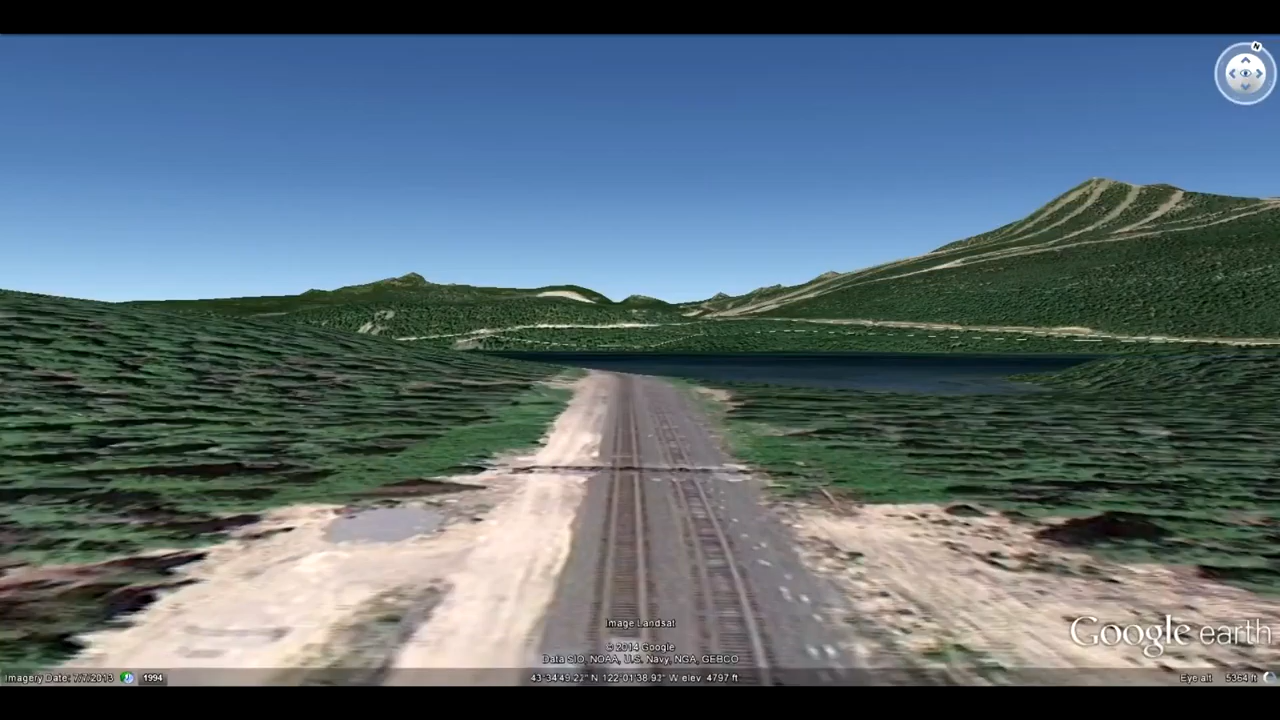 N
Image Landsat
© 2014 Google
Data SIO, NOAA, U.S. Navy, NGA, GEBCO
Google earth
Imagery Date: 7/7/2013 1994 43°34'49.23" N 122°01'38.93" W elev 4797 ft Eye alt 5364 ft